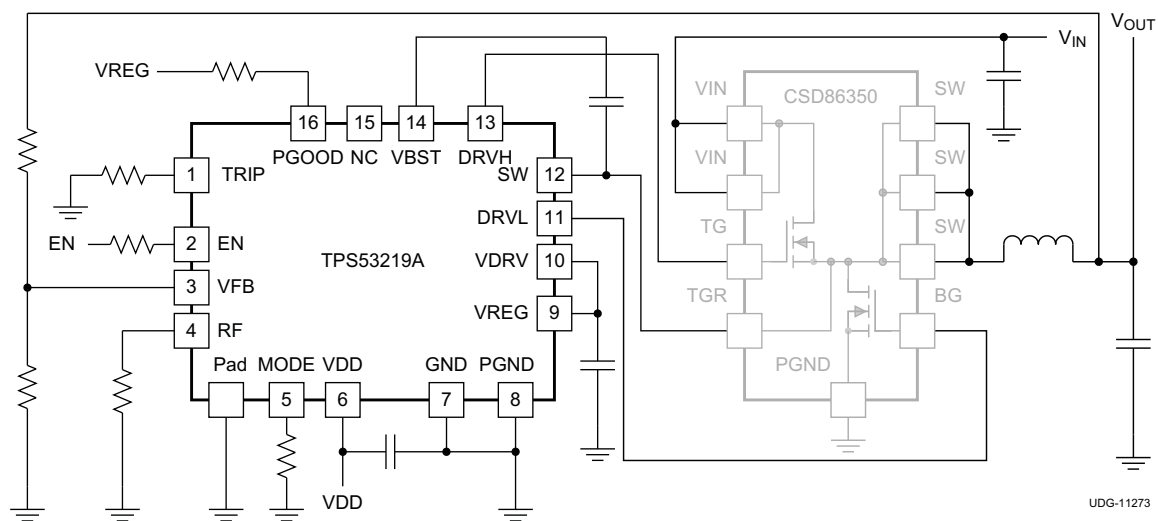 V_OUT
V_IN
VREG
VIN
CSD86350
SW
16
15
14
13
PGOOD
NC
VBST
DRVH
VIN
SW
1
TRIP
SW
12
EN
2
EN
DRVL
11
TG
SW
TPS53219A
VDRV
10
3
VFB
TGR
BG
4
RF
VREG
9
Pad
MODE
VDD
GND
PGND
PGND
5
6
7
8
VDD
UDG-11273